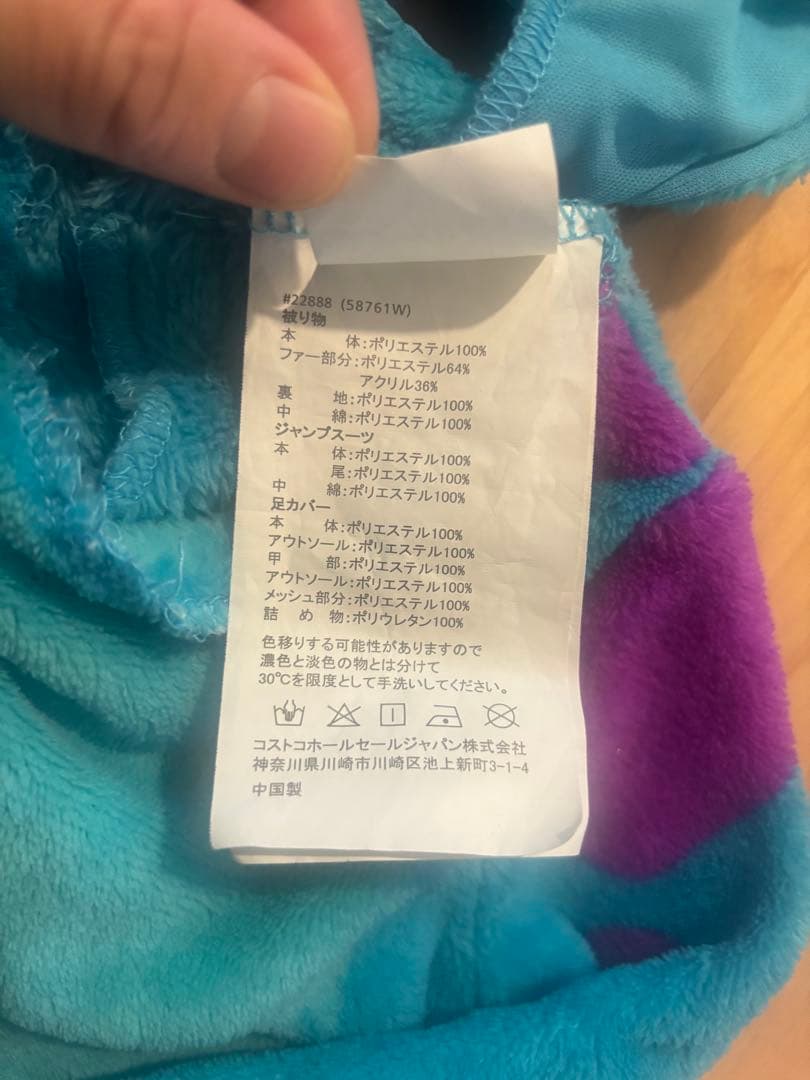 #22888 (58761W)
被り物
本 体:ポリエステル100%
ファー部分:ポリエステル64%
アクリル36%
裏 地:ポリエステル100%
中 綿:ポリエステル100%
ジャンプスーツ
本 体:ポリエステル100%
尾:ポリエステル100%
中 綿:ポリエステル100%
足カバー
本 体:ポリエステル100%
アウトソール:ポリエステル100%
甲 部:ポリエステル100%
アウトソール:ポリエステル100%
メッシュ部分:ポリエステル100%
詰 め 物:ポリウレタン100%
色移りする可能性がありますので
濃色と淡色の物とは分けて
30℃を限度として手洗いしてください。
コストコホールセールジャパン株式会社
神奈川県川崎市川崎区池上新町3-1-4
中国製